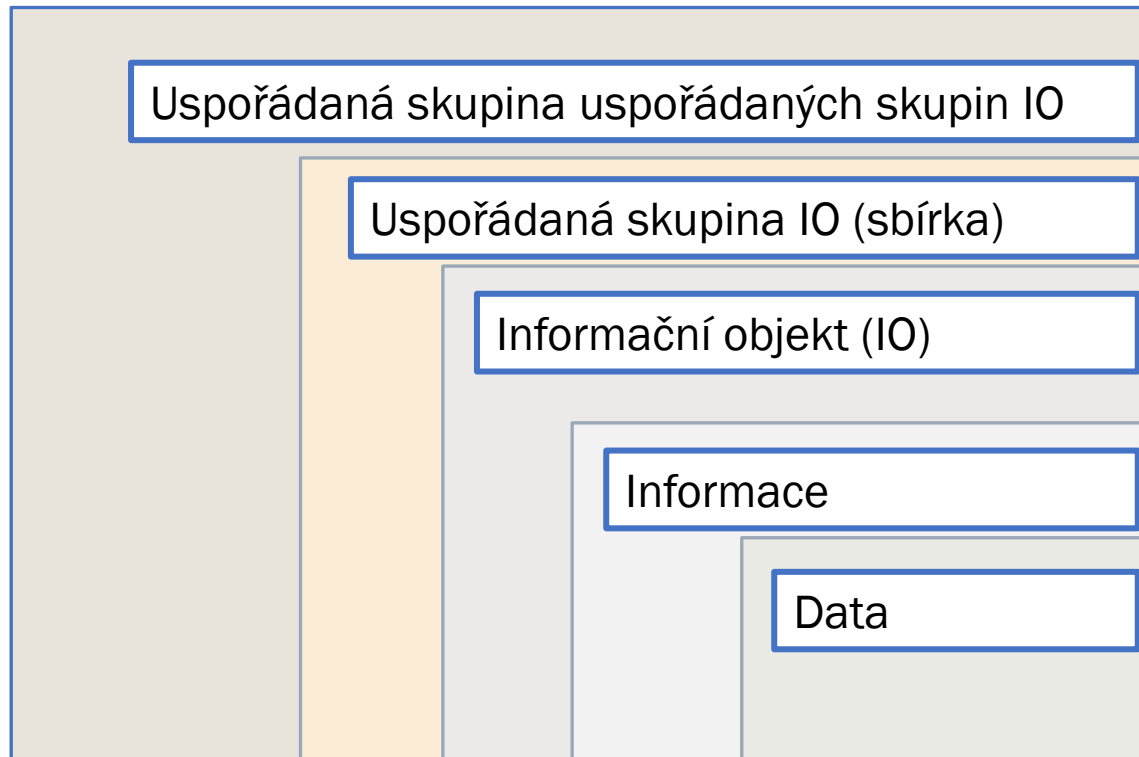 Uspořádaná skupina uspořádaných skupin IO
Uspořádaná skupina IO (sbírka)
Informační objekt (IO)
Informace
Data